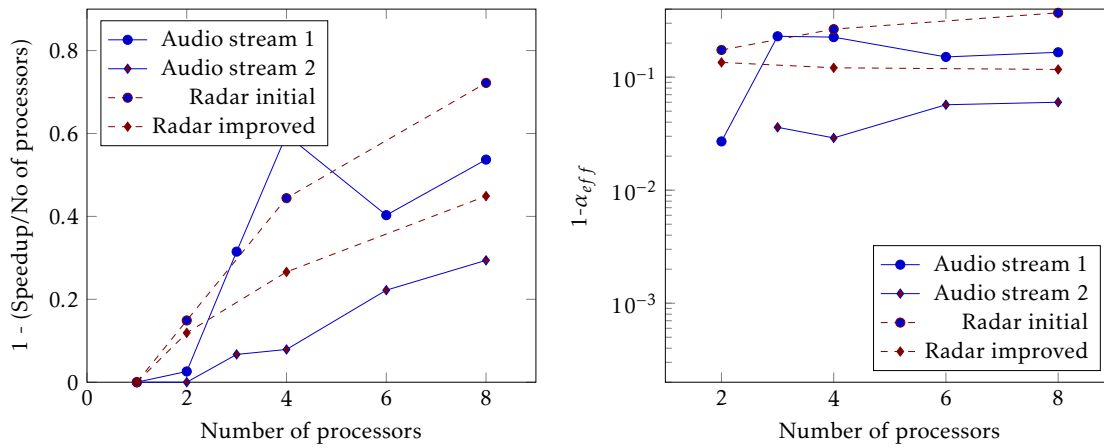 0.8
0.6
0.4
0.2
0
0
2
4
6
8
1 - (Speedup/No of processors)
Number of processors
Audio stream 1
Audio stream 2
Radar initial
Radar improved
10⁻¹
10⁻²
10⁻³
2
4
6
8
1-αeff
Number of processors
Audio stream 1
Audio stream 2
Radar initial
Radar improved